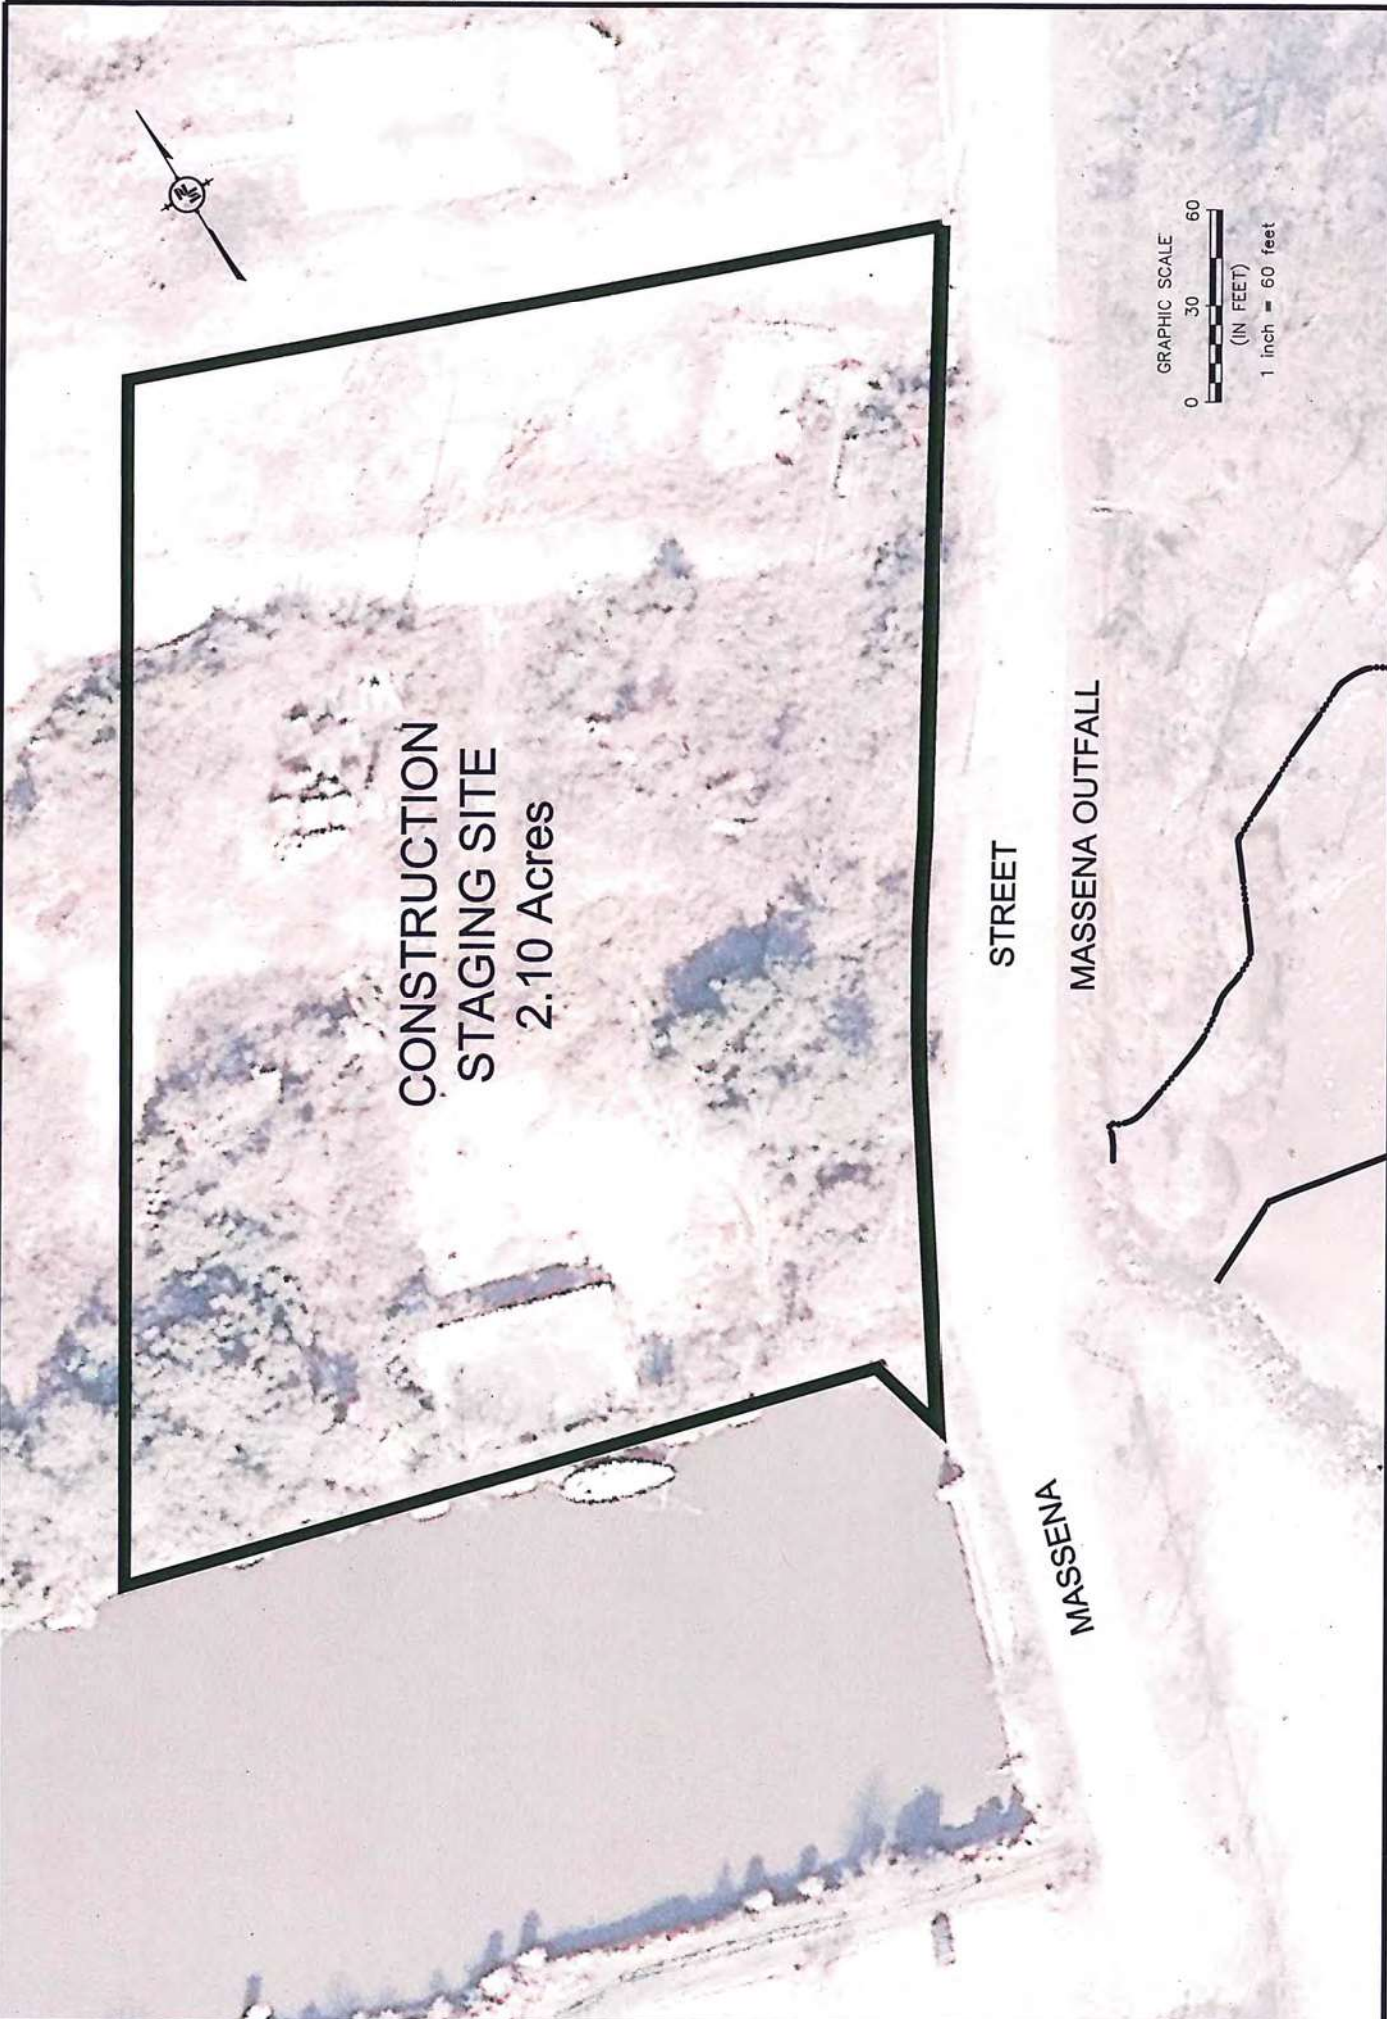 CONSTRUCTION
STAGING SITE
2.10 Acres
MASSENA
STREET
MASSENA OUTFALL
GRAPHIC SCALE
0 30 60
(IN FEET)
1 inch = 60 feet